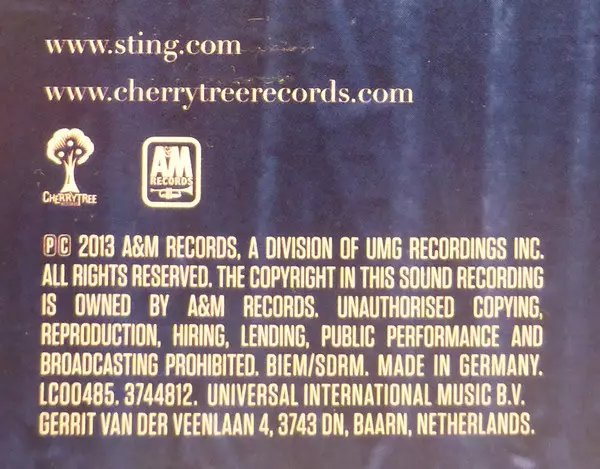 www.sting.com
www.cherrytreerecords.com
CHERRYTREE
A&M
RECORDS
℗© 2013 A&M RECORDS, A DIVISION OF UMG RECORDINGS INC.
ALL RIGHTS RESERVED. THE COPYRIGHT IN THIS SOUND RECORDING
IS OWNED BY A&M RECORDS. UNAUTHORISED COPYING,
REPRODUCTION, HIRING, LENDING, PUBLIC PERFORMANCE AND
BROADCASTING PROHIBITED. BIEM/SDRM. MADE IN GERMANY.
LC00485. 3744812. UNIVERSAL INTERNATIONAL MUSIC B.V.
GERRIT VAN DER VEENLAAN 4, 3743 DN, BAARN, NETHERLANDS.